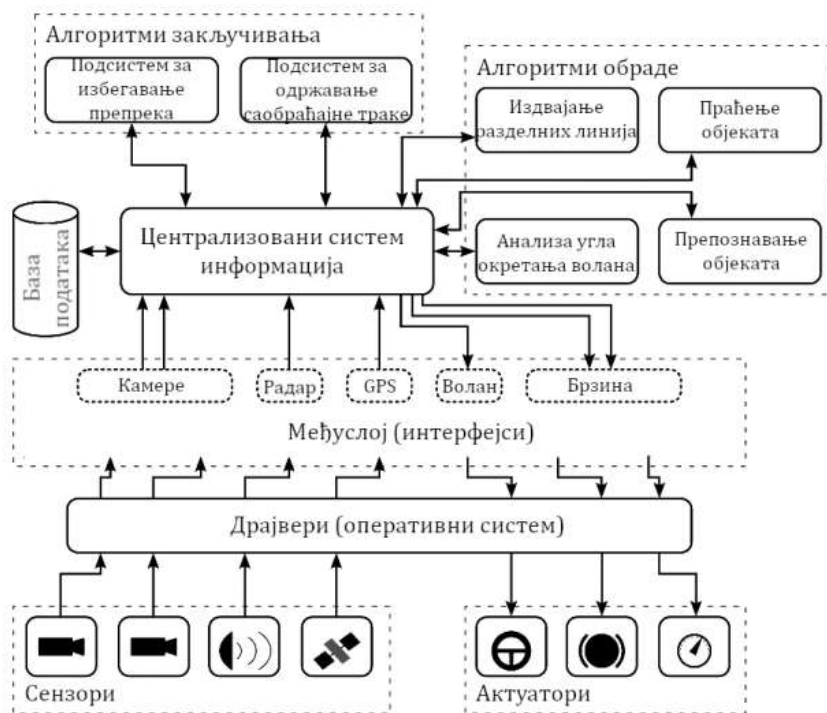 Алгоритми закључивања
Подсистем за
избегавање
препрека
Подсистем за
одржавање
саобраћајне траке
Алгоритми обраде
Издвајање
разделних линија
Праћење
објеката
Анализа угла
окретања волана
Препознавање
објеката
Централизовани систем
информација
База
података
Камере
Радар
GPS
Волан
Брзина
Међуслој (интерфејси)
Драјвери (оперативни систем)
Сензори
Актуатори